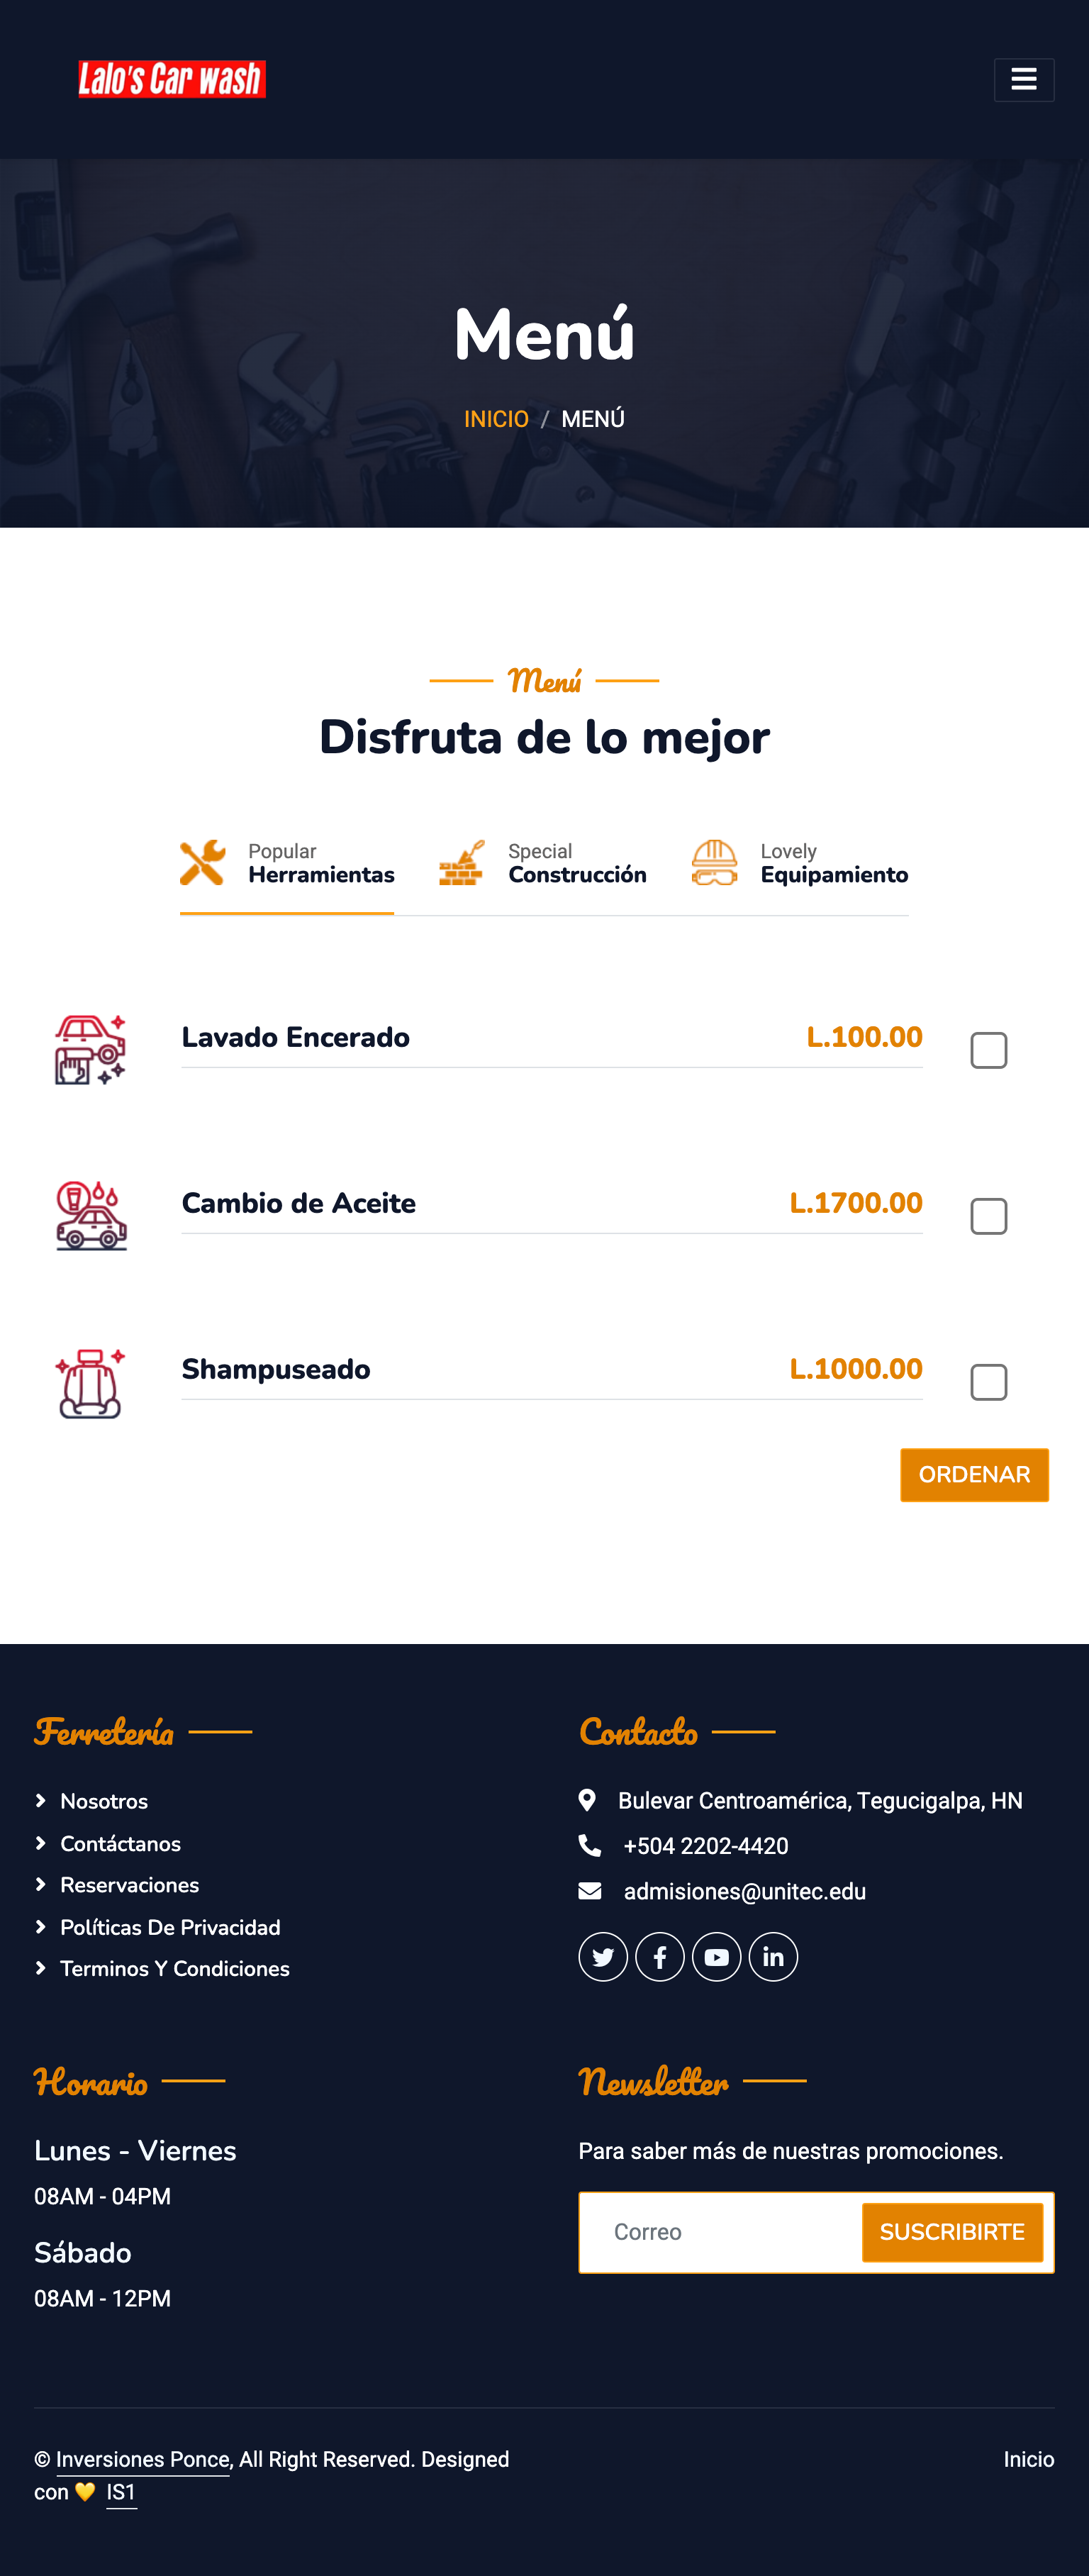 Lalo's Car wash
Menú
INICIO / MENÚ
Menú
Disfruta de lo mejor
Popular
Herramientas
Special
Construcción
Lovely
Equipamiento
Lavado Encerado L.100.00
Cambio de Aceite L.1700.00
Shampuseado L.1000.00
ORDENAR
Ferretería
Nosotros
Contáctanos
Reservaciones
Políticas De Privacidad
Terminos Y Condiciones
Contacto
Bulevar Centroamérica, Tegucigalpa, HN
+504 2202-4420
admisiones@unitec.edu
Horario
Lunes - Viernes
08AM - 04PM
Sábado
08AM - 12PM
Newsletter
Para saber más de nuestras promociones.
Correo SUSCRIBIRTE
© Inversiones Ponce, All Right Reserved. Designed
con 💛 IS1
Inicio